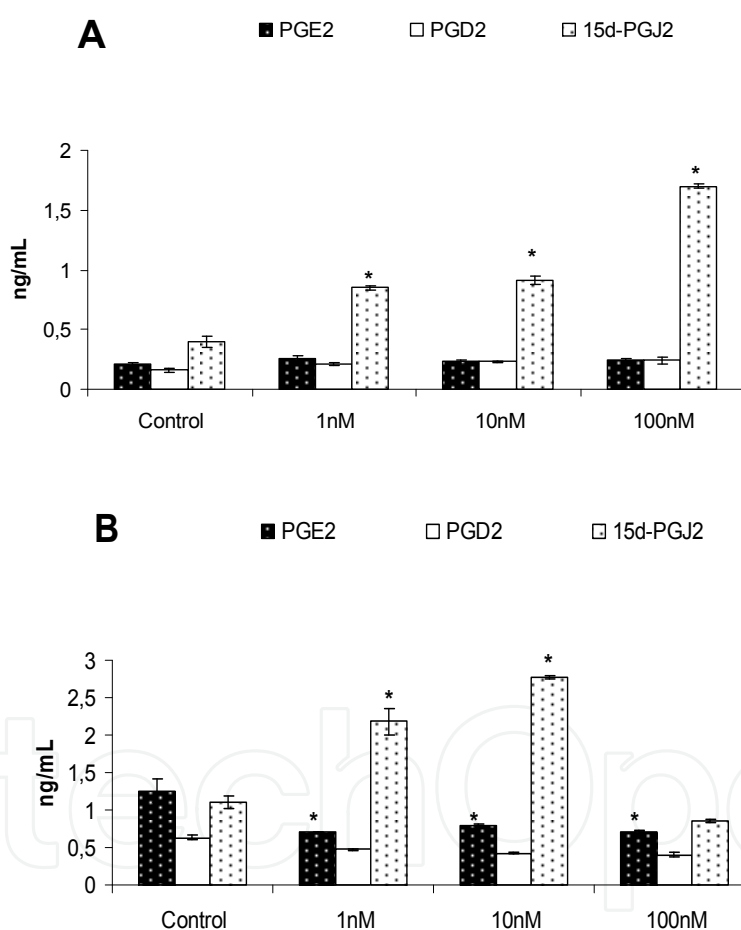 A
PGE2 PGD2 15d-PGJ2
2
1,5
1
0,5
0
ng/mL
*
*
*
Control 1nM 10nM 100nM
B
PGE2 PGD2 15d-PGJ2
3
2,5
2
1,5
1
0,5
0
ng/mL
*
*
*
*
*
Control 1nM 10nM 100nM
techOpe